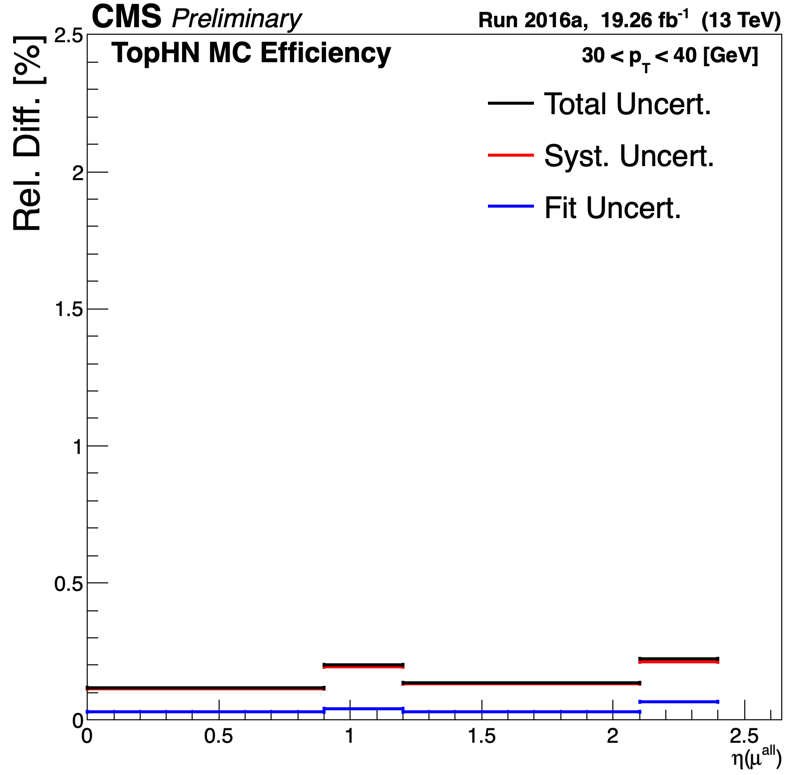 CMS Preliminary Run 2016a, 19.26 fb⁻¹ (13 TeV)
TopHN MC Efficiency 30 < p_T < 40 [GeV]
Rel. Diff. [%]
Total Uncert.
Syst. Uncert.
Fit Uncert.
2.5
2
1.5
1
0.5
0
0 0.5 1 1.5 2 2.5
η(μ^all)